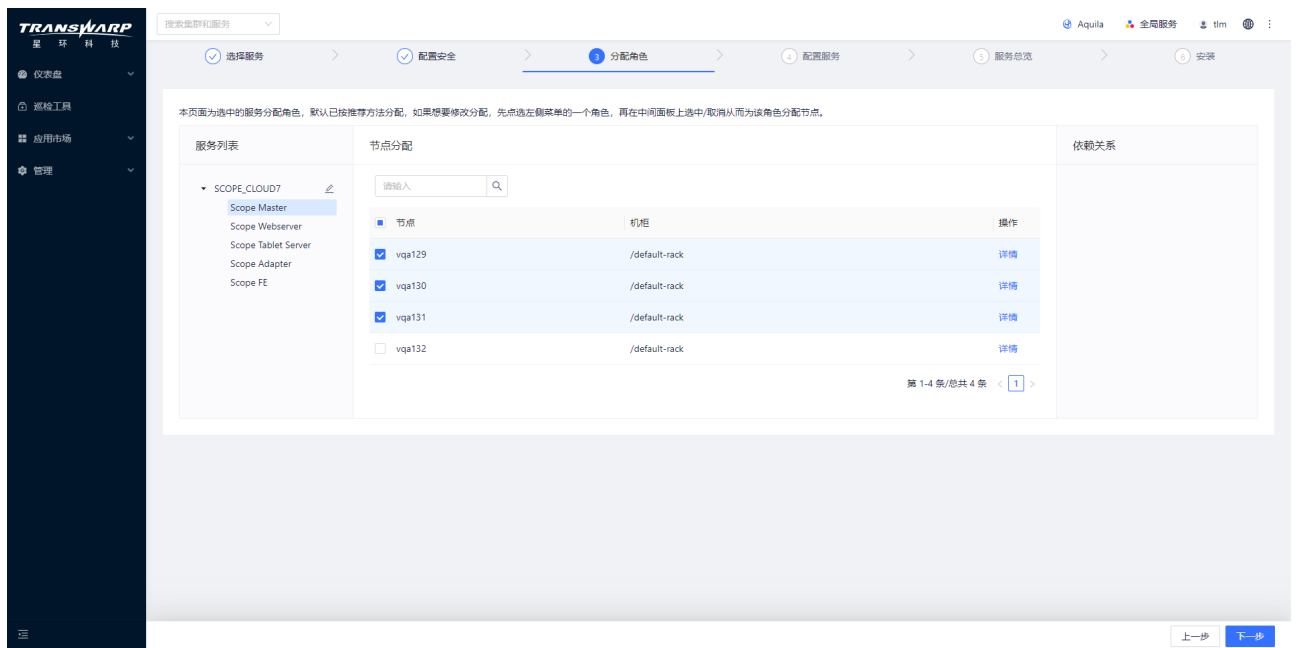 TRANSWARP
星环科技
搜索集群和服务
Aquila
全局服务
tlm
仪表盘
巡检工具
应用市场
管理
选择服务
配置安全
3 分配角色
4 配置服务
5 服务总览
6 安装
本页面为选中的服务分配角色，默认已按推荐方法分配，如果想要修改分配，先点选左侧菜单的一个角色，再在中间面板上选中/取消从而为该角色分配节点。
服务列表
节点分配
依赖关系
SCOPE_CLOUD7
Scope Master
Scope Webserver
Scope Tablet Server
Scope Adapter
Scope FE
请输入
节点 机柜 操作
vqa129 /default-rack 详情
vqa130 /default-rack 详情
vqa131 /default-rack 详情
vqa132 /default-rack 详情
第 1-4 条/总共 4 条 < 1 >
上一步
下一步